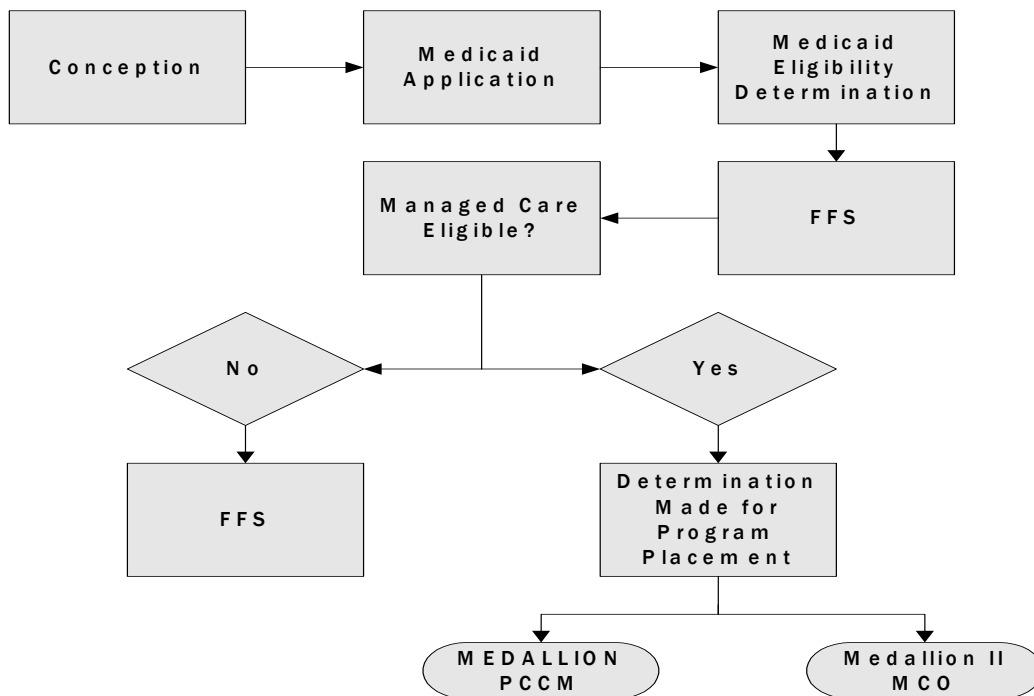 Conception
Medicaid
Application
Medicaid
Eligibility
Determination
Managed Care
Eligible?
FFS
No
Yes
FFS
Determination
Made for
Program
Placement
MEDALLION
PCCM
Medallion II
MCO